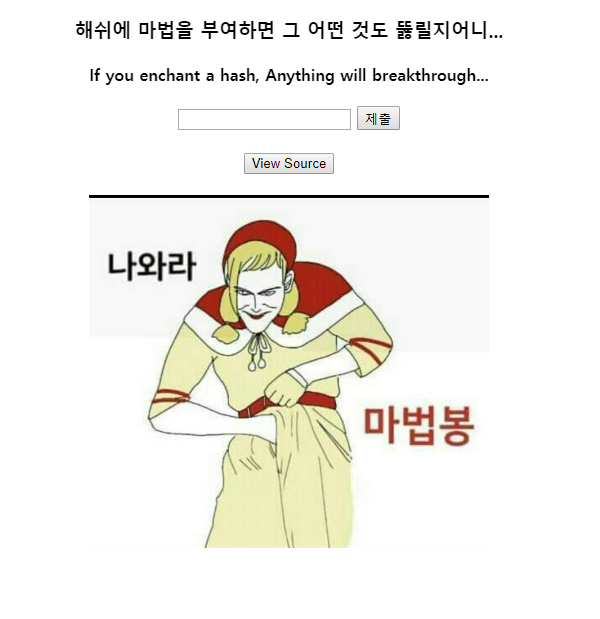 해쉬에 마법을 부여하면 그 어떤 것도 뚫릴지어니...
If you enchant a hash, Anything will breakthrough...
제출
View Source
나와라
마법봉